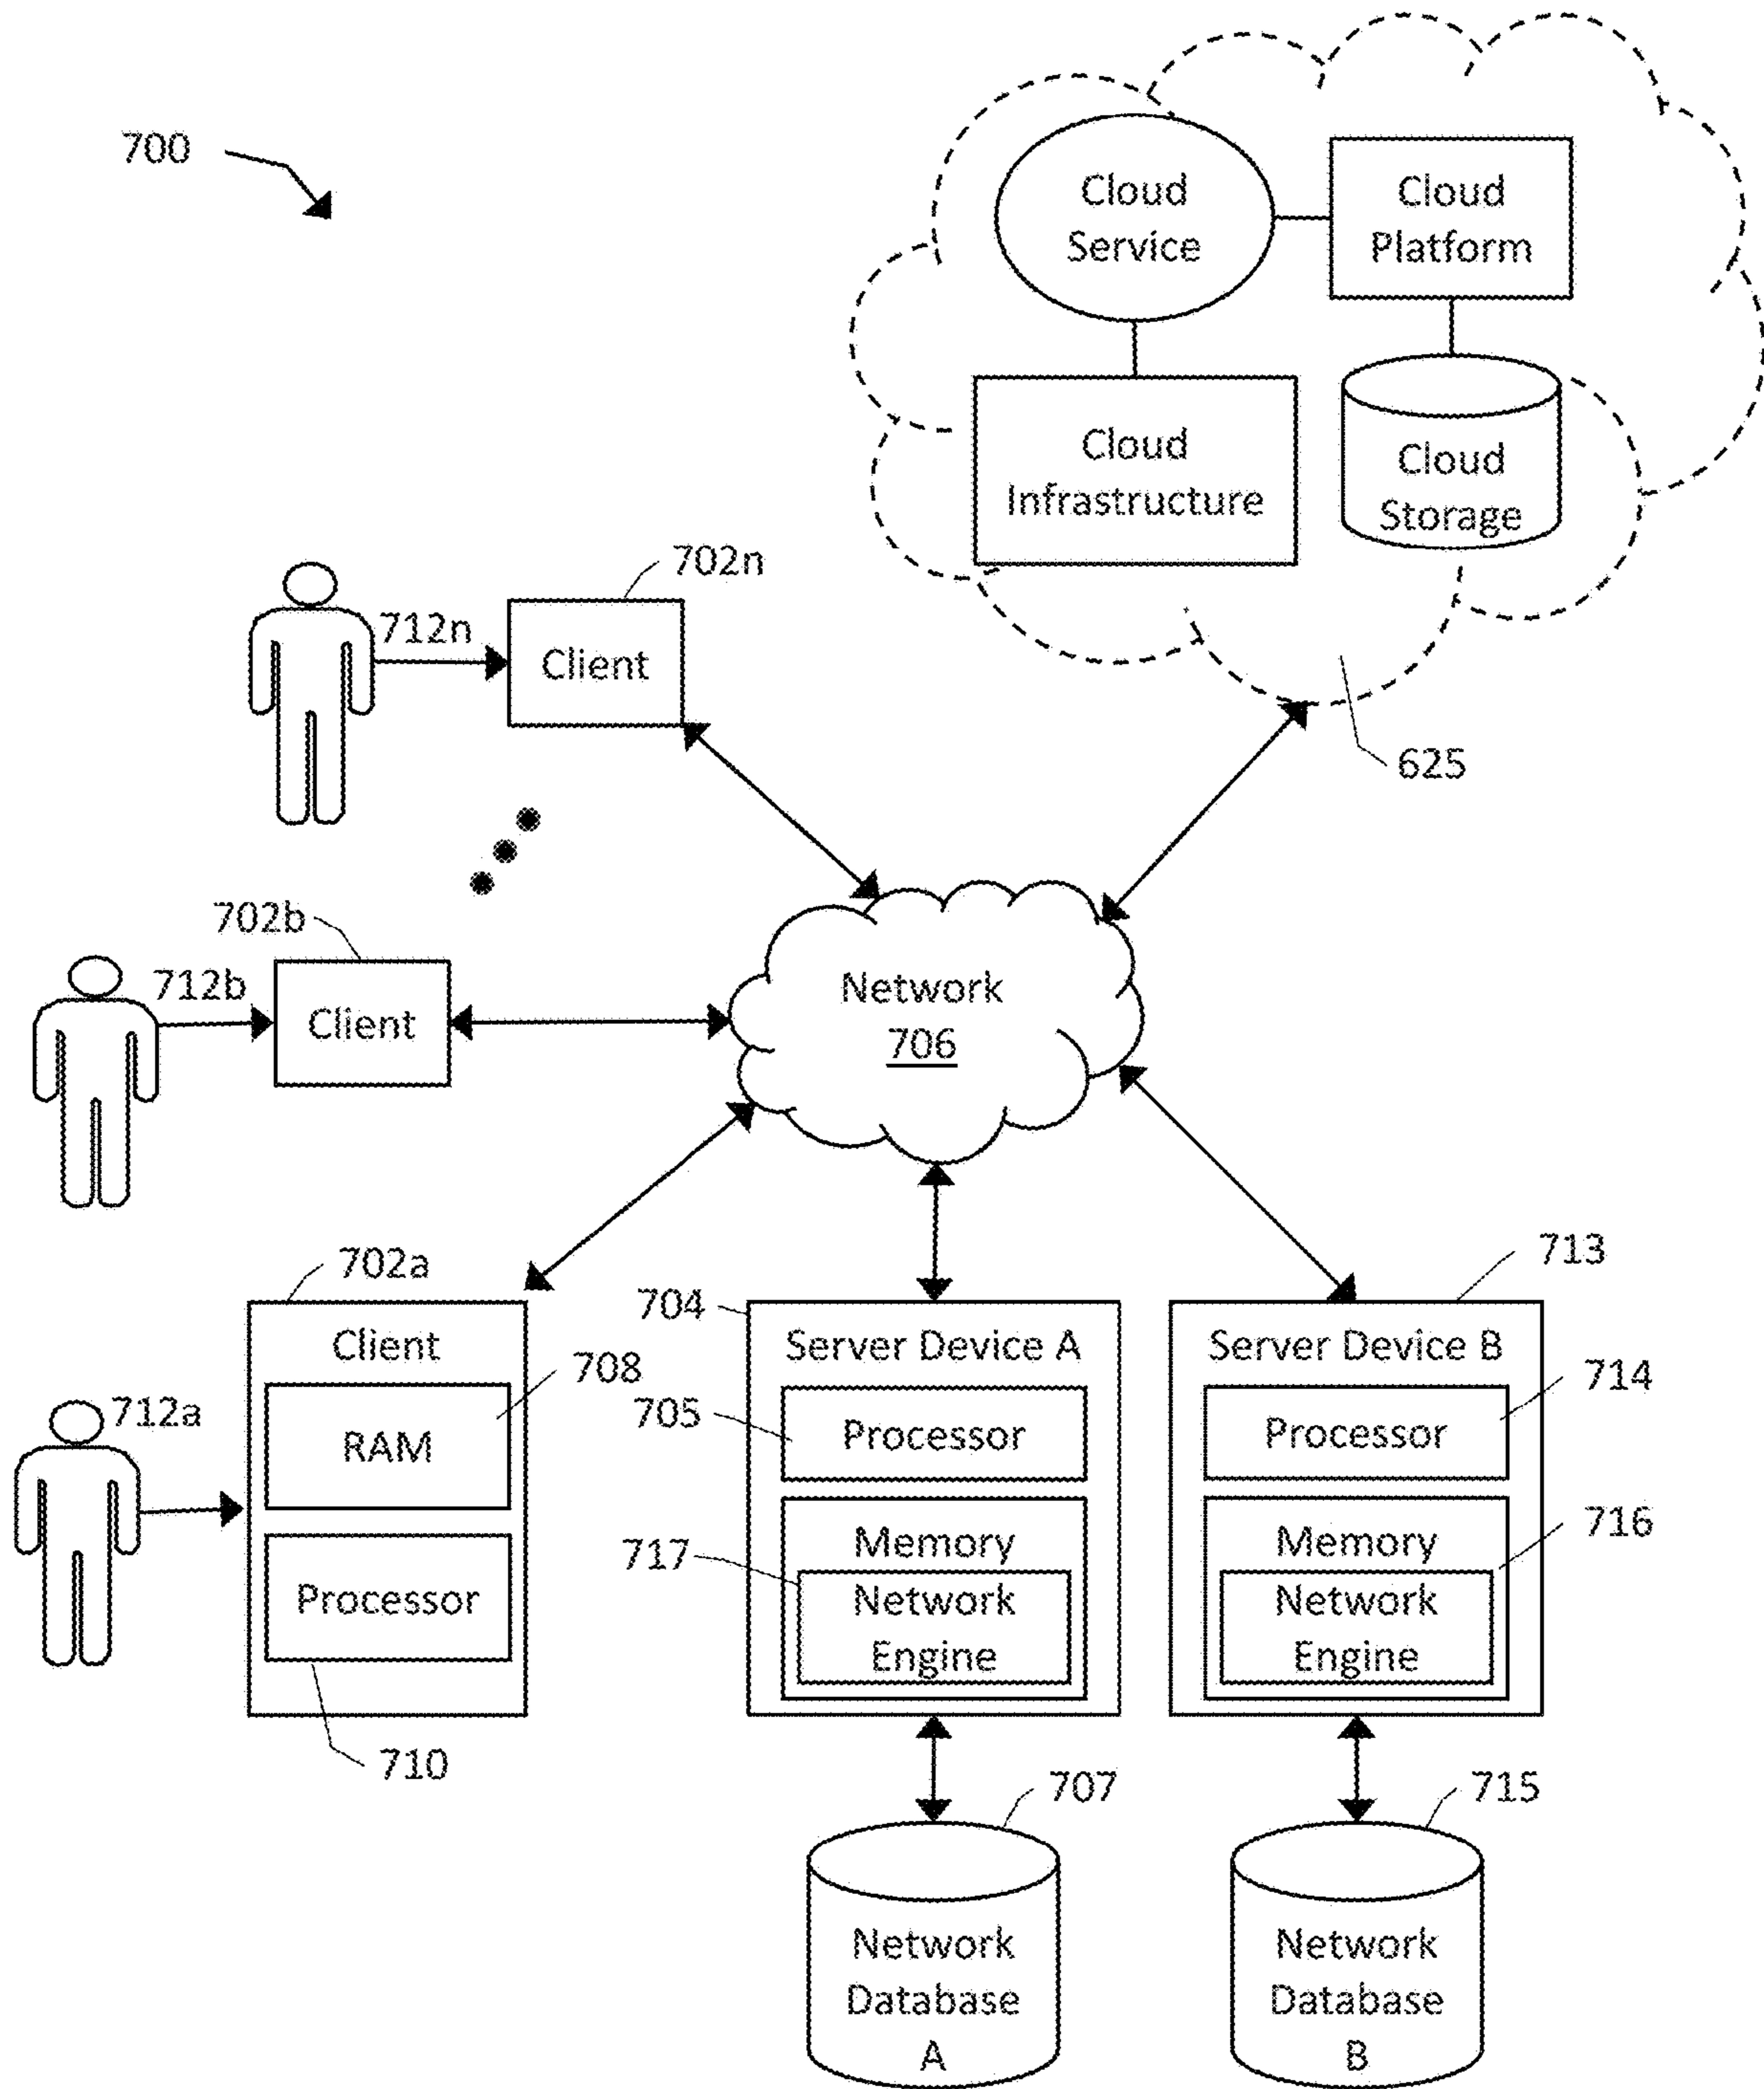 700
Cloud
Service
Cloud
Platform
Cloud
Infrastructure
Cloud
Storage
625
702n
712n
Client
702b
712b
Client
Network
706
702a
712a
Client
708
RAM
Processor
710
704
Server Device A
705
Processor
Memory
717
Network
Engine
713
Server Device B
714
Processor
Memory
716
Network
Engine
707
Network
Database
A
715
Network
Database
B